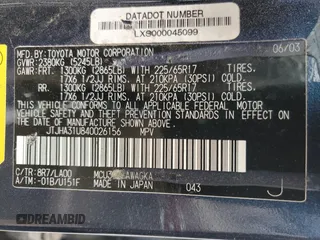 DATADOT NUMBER
LXS000045099
MFD. BY: TOYOTA MOTOR CORPORATION 06/03
GVWR: 2380KG (5245LB)
GAWR: FRT. 1300KG (2865LB) WITH 225/65R17 TIRES,
17X6 1/2JJ RIMS, AT 210KPA (30PSI) COLD.
RR. 1300KG (2865LB) WITH 225/65R17 TIRES,
17X6 1/2JJ RIMS, AT 210KPA (30PSI) COLD.
THIS VEHICLE CONFORMS TO ALL APPLICABLE FEDERAL MOTOR
VEHICLE SAFETY AND THEFT PREVENTION STANDARDS IN EFFECT
ON THE DATE OF MANUFACTURE SHOWN ABOVE.
JTJHA31U840026156 MPV
C/TR: 8R7/LA00 AWAGKA
A/TM: -01B/U151F MADE IN JAPAN 043 J
DREAMBID